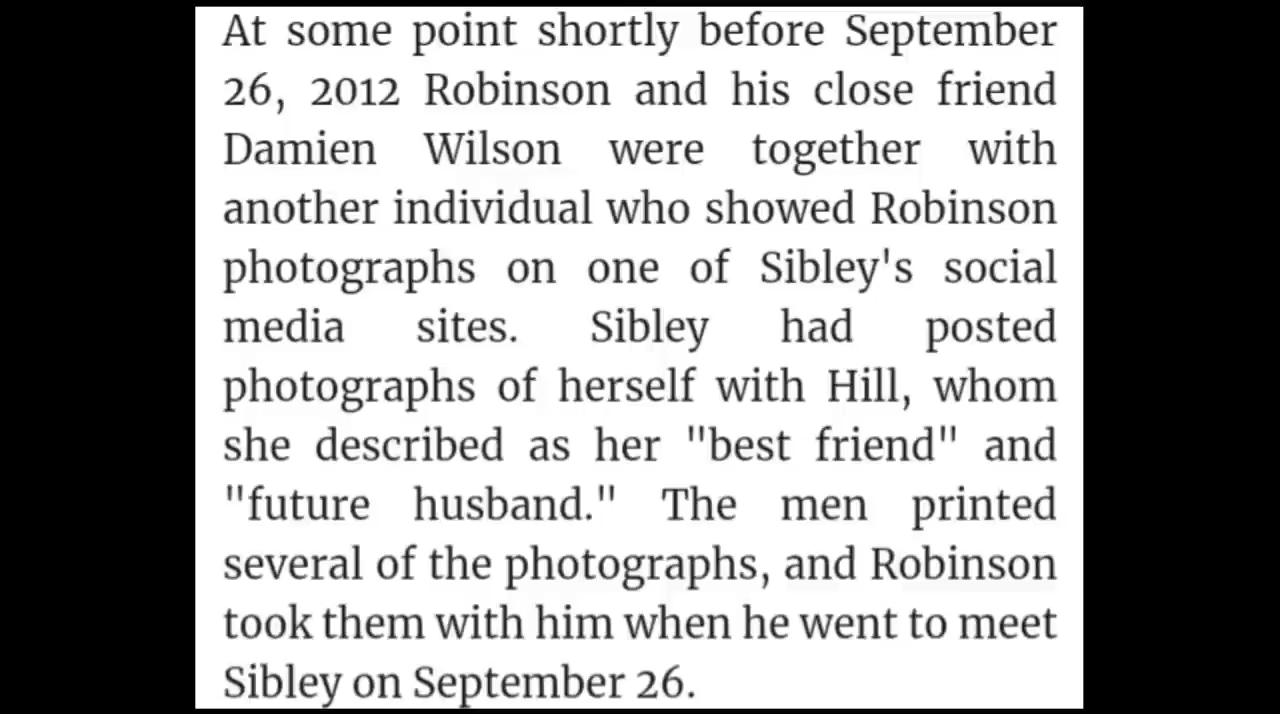 At some point shortly before September
26, 2012 Robinson and his close friend
Damien Wilson were together with
another individual who showed Robinson
photographs on one of Sibley's social
media sites. Sibley had posted
photographs of herself with Hill, whom
she described as her "best friend" and
"future husband." The men printed
several of the photographs, and Robinson
took them with him when he went to meet
Sibley on September 26.